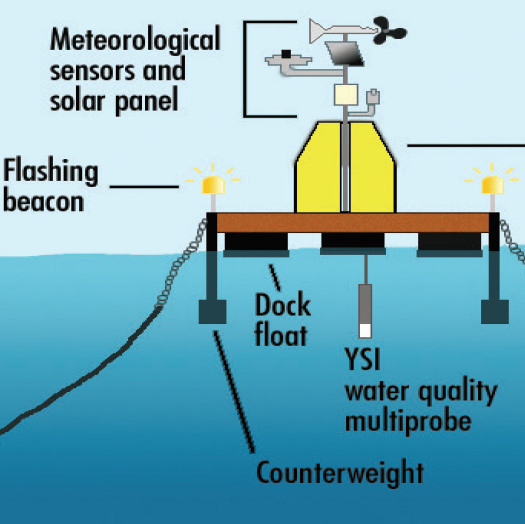 Meteorological
sensors and
solar panel
Flashing
beacon
Dock
float
YSI
water quality
multiprobe
Counterweight